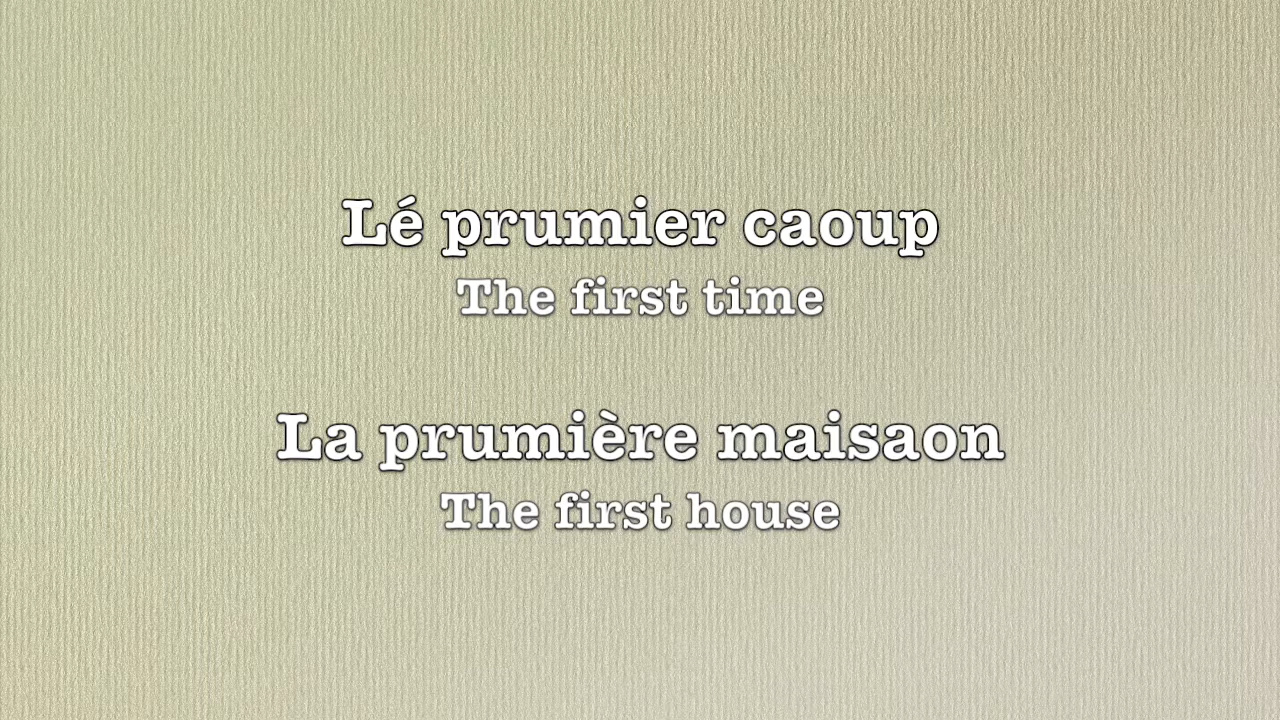 Lé prumier caoup
The first time
La prumière maisaon
The first house